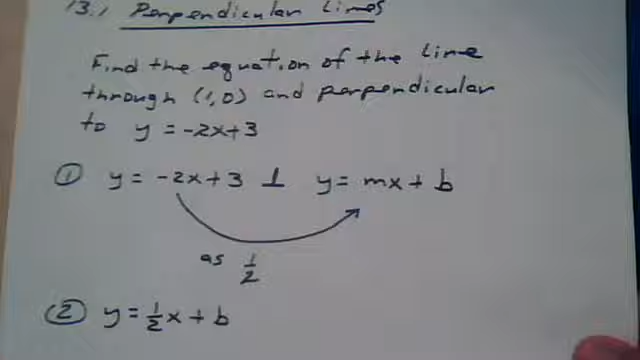 13.1 Perpendicular Lines
Find the equation of the line
through (1,0) and perpendicular
to y = -2x+3
① y = -2x+3 ⊥ y = mx + b
as 1/2
② y = 1/2 x + b